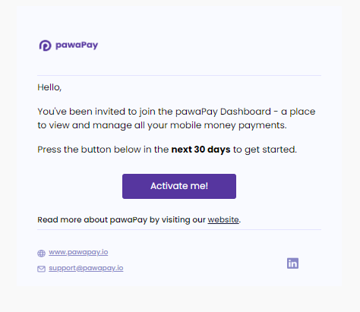 pawaPay
Hello,
You've been invited to join the pawaPay Dashboard - a place
to view and manage all your mobile money payments.
Press the button below in the next 30 days to get started.
Activate me!
Read more about pawaPay by visiting our website.
www.pawapay.io
support@pawapay.io
in